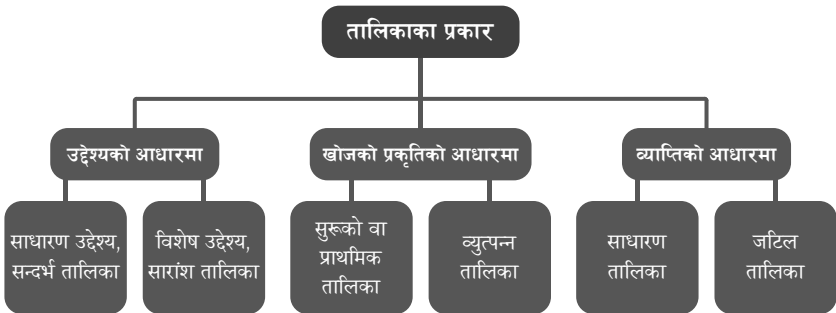 तालिकाका प्रकार
उद्देश्यको आधारमा
खोजको प्रकृतिको आधारमा
व्याप्तिको आधारमा
साधारण उद्देश्य,
सन्दर्भ तालिका
विशेष उद्देश्य,
सारांश तालिका
सुरूको वा
प्राथमिक
तालिका
व्युत्पन्न
तालिका
साधारण
तालिका
जटिल
तालिका